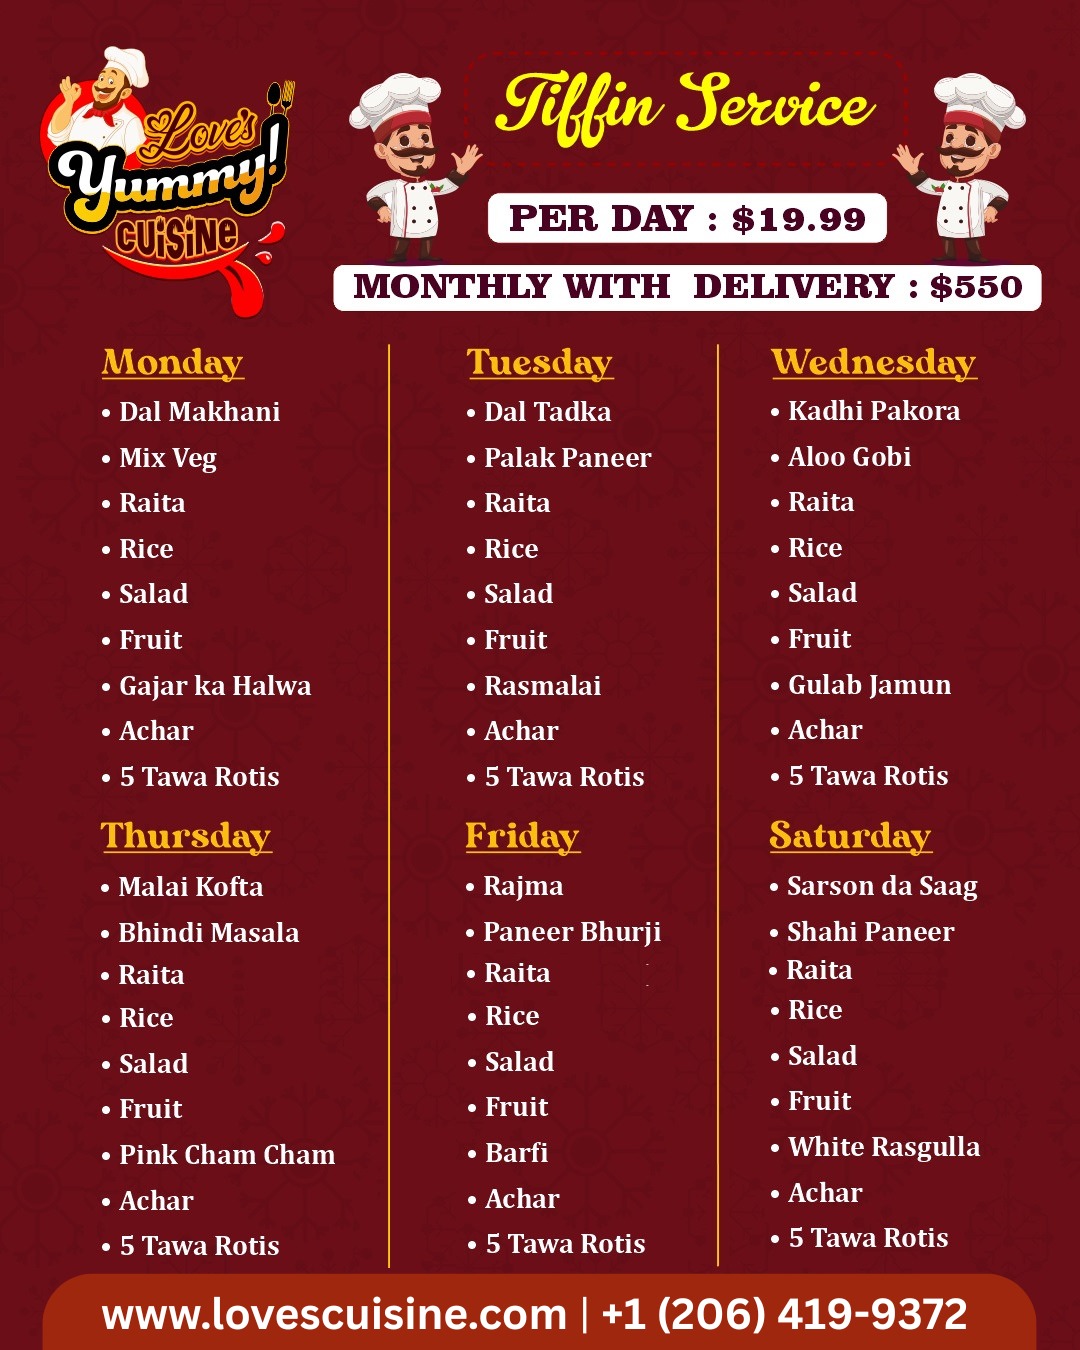 Love's
Yummy!
CUISINE
Tiffin Service
PER DAY : $19.99
MONTHLY WITH DELIVERY : $550
Monday
• Dal Makhani
• Mix Veg
• Raita
• Rice
• Salad
• Fruit
• Gajar ka Halwa
• Achar
• 5 Tawa Rotis
Tuesday
• Dal Tadka
• Palak Paneer
• Raita
• Rice
• Salad
• Fruit
• Rasmalai
• Achar
• 5 Tawa Rotis
Wednesday
• Kadhi Pakora
• Aloo Gobi
• Raita
• Rice
• Salad
• Fruit
• Gulab Jamun
• Achar
• 5 Tawa Rotis
Thursday
• Malai Kofta
• Bhindi Masala
• Raita
• Rice
• Salad
• Fruit
• Pink Cham Cham
• Achar
• 5 Tawa Rotis
Friday
• Rajma
• Paneer Bhurji
• Raita
• Rice
• Salad
• Fruit
• Barfi
• Achar
• 5 Tawa Rotis
Saturday
• Sarson da Saag
• Shahi Paneer
• Raita
• Rice
• Salad
• Fruit
• White Rasgulla
• Achar
• 5 Tawa Rotis
www.lovescuisine.com | +1 (206) 419-9372